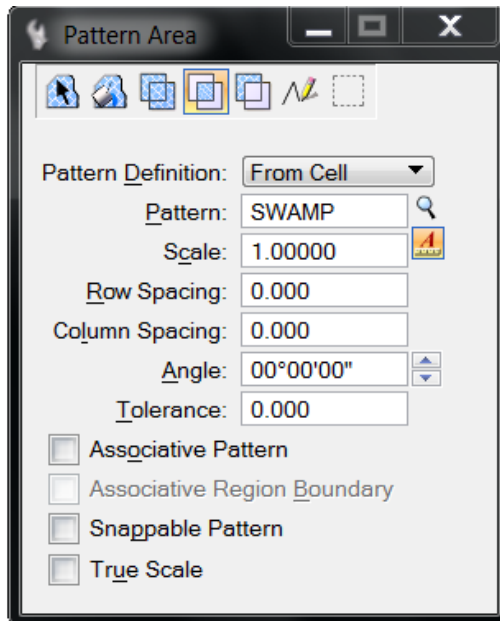 Pattern Area
Pattern Definition: From Cell
Pattern: SWAMP
Scale: 1.00000
Row Spacing: 0.000
Column Spacing: 0.000
Angle: 00°00'00"
Tolerance: 0.000
Associative Pattern
Associative Region Boundary
Snappable Pattern
True Scale